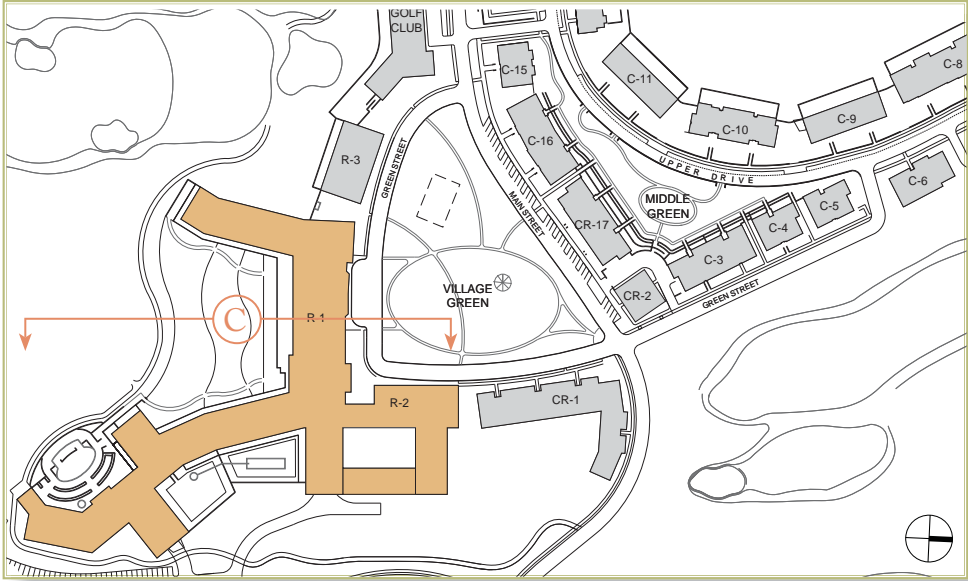 GOLF
CLUB
C-15
C-11
C-8
C-10
C-9
C-16
R-3
GREEN STREET
UPPER DRIVE
C-6
MAIN STREET
MIDDLE
GREEN
C-5
CR-17
C-4
C-3
VILLAGE
GREEN
CR-2
GREEN STREET
C
R-1
R-2
CR-1